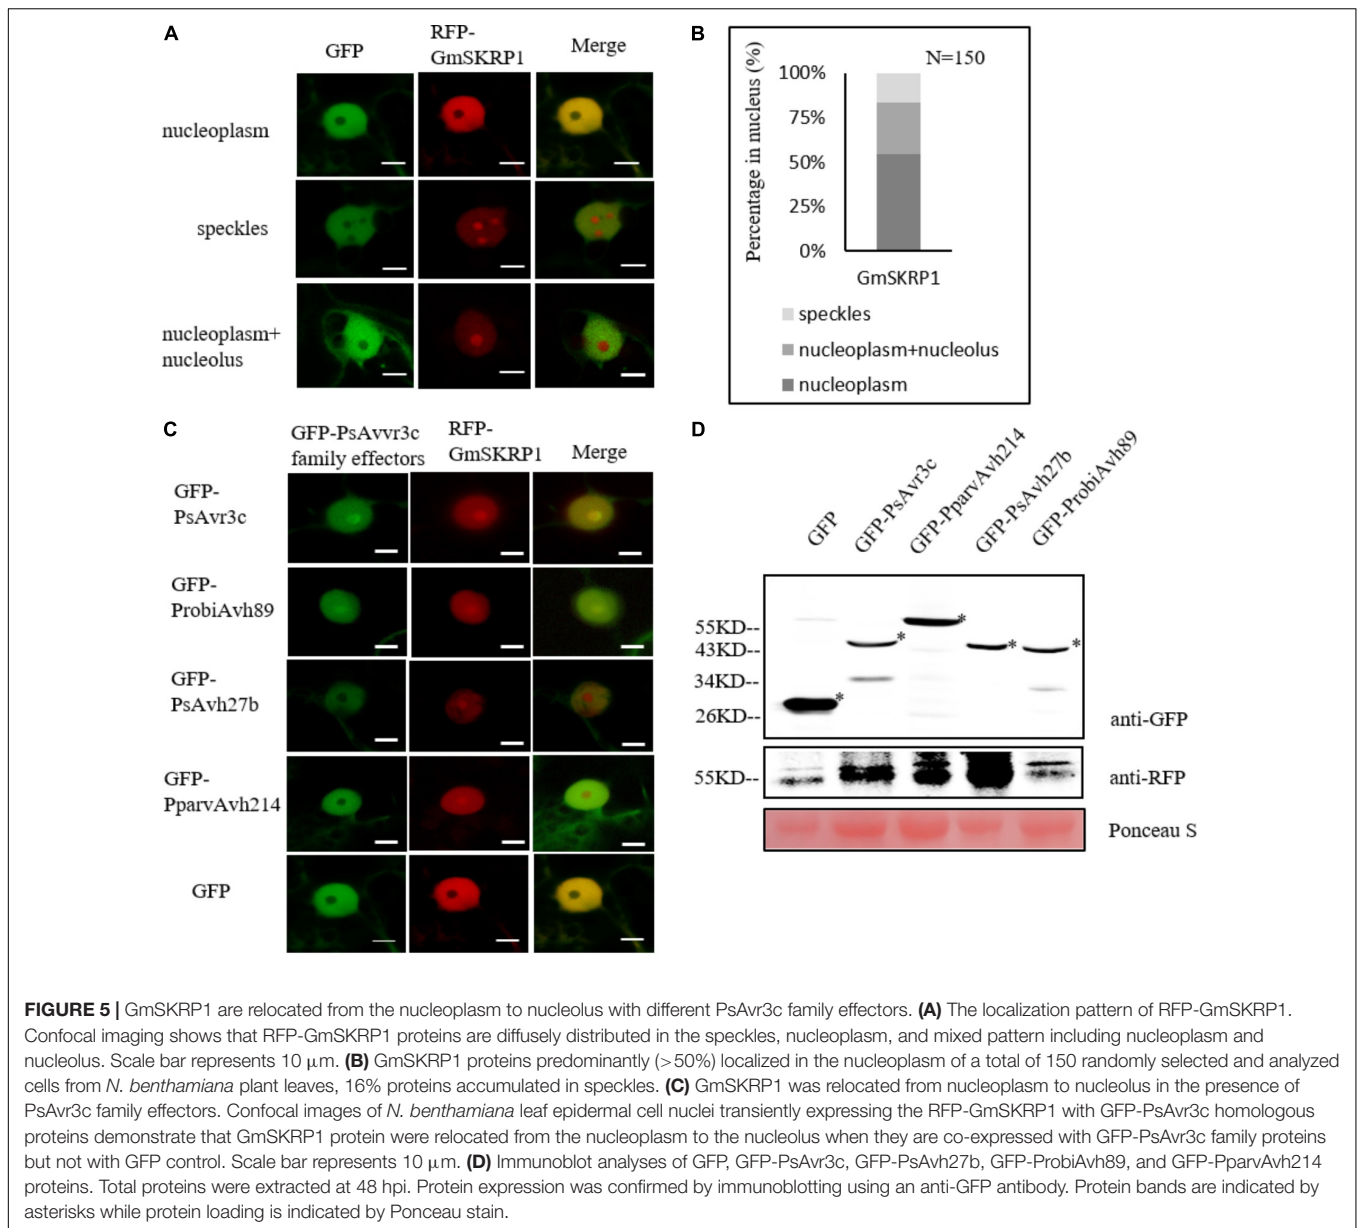 A
GFP
RFP-
GmSKRP1
Merge
nucleoplasm
speckles
nucleoplasm+
nucleolus
B
N=150
Percentage in nucleus (%)
100%
75%
50%
25%
0%
GmSKRP1
speckles
nucleoplasm+nucleolus
nucleoplasm
C
GFP-PsAvvr3c
family effectors
RFP-
GmSKRP1
Merge
GFP-
PsAvr3c
GFP-
ProbiAvh89
GFP-
PsAvh27b
GFP-
PparvAvh214
GFP
D
GFP
GFP-PsAvr3c
GFP-PparvAvh214
GFP-PsAvh27b
GFP-ProbiAvh89
55KD--
43KD--
34KD--
26KD--
* * * * *
anti-GFP
55KD--
anti-RFP
Ponceau S
FIGURE 5 | GmSKRP1 are relocated from the nucleoplasm to nucleolus with different PsAvr3c family effectors. (A) The localization pattern of RFP-GmSKRP1.
Confocal imaging shows that RFP-GmSKRP1 proteins are diffusely distributed in the speckles, nucleoplasm, and mixed pattern including nucleoplasm and
nucleolus. Scale bar represents 10 μm. (B) GmSKRP1 proteins predominantly (>50%) localized in the nucleoplasm of a total of 150 randomly selected and analyzed
cells from N. benthamiana plant leaves, 16% proteins accumulated in speckles. (C) GmSKRP1 was relocated from nucleoplasm to nucleolus in the presence of
PsAvr3c family effectors. Confocal images of N. benthamiana leaf epidermal cell nuclei transiently expressing the RFP-GmSKRP1 with GFP-PsAvr3c homologous
proteins demonstrate that GmSKRP1 protein were relocated from the nucleoplasm to the nucleolus when they are co-expressed with GFP-PsAvr3c family proteins
but not with GFP control. Scale bar represents 10 μm. (D) Immunoblot analyses of GFP, GFP-PsAvr3c, GFP-PsAvh27b, GFP-ProbiAvh89, and GFP-PparvAvh214
proteins. Total proteins were extracted at 48 hpi. Protein expression was confirmed by immunoblotting using an anti-GFP antibody. Protein bands are indicated by
asterisks while protein loading is indicated by Ponceau stain.